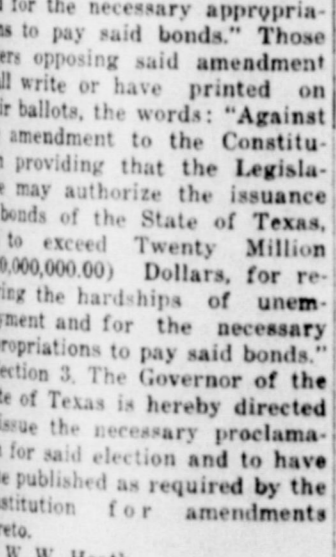 for the necessary appropria-
ns to pay said bonds." Those
ers opposing said amendment
ll write or have printed on
ir ballots, the words: "Against
amendment to the Constitu-
n providing that the Legisla-
e may authorize the issuance
bonds of the State of Texas,
to exceed Twenty Million
0,000,000.00) Dollars, for re-
ing the hardships of unem-
yment and for the necessary
ropriations to pay said bonds."
ection 3. The Governor of the
te of Texas is hereby directed
issue the necessary proclama-
n for said election and to have
e published as required by the
stitution for amendments
reto.
W. W.